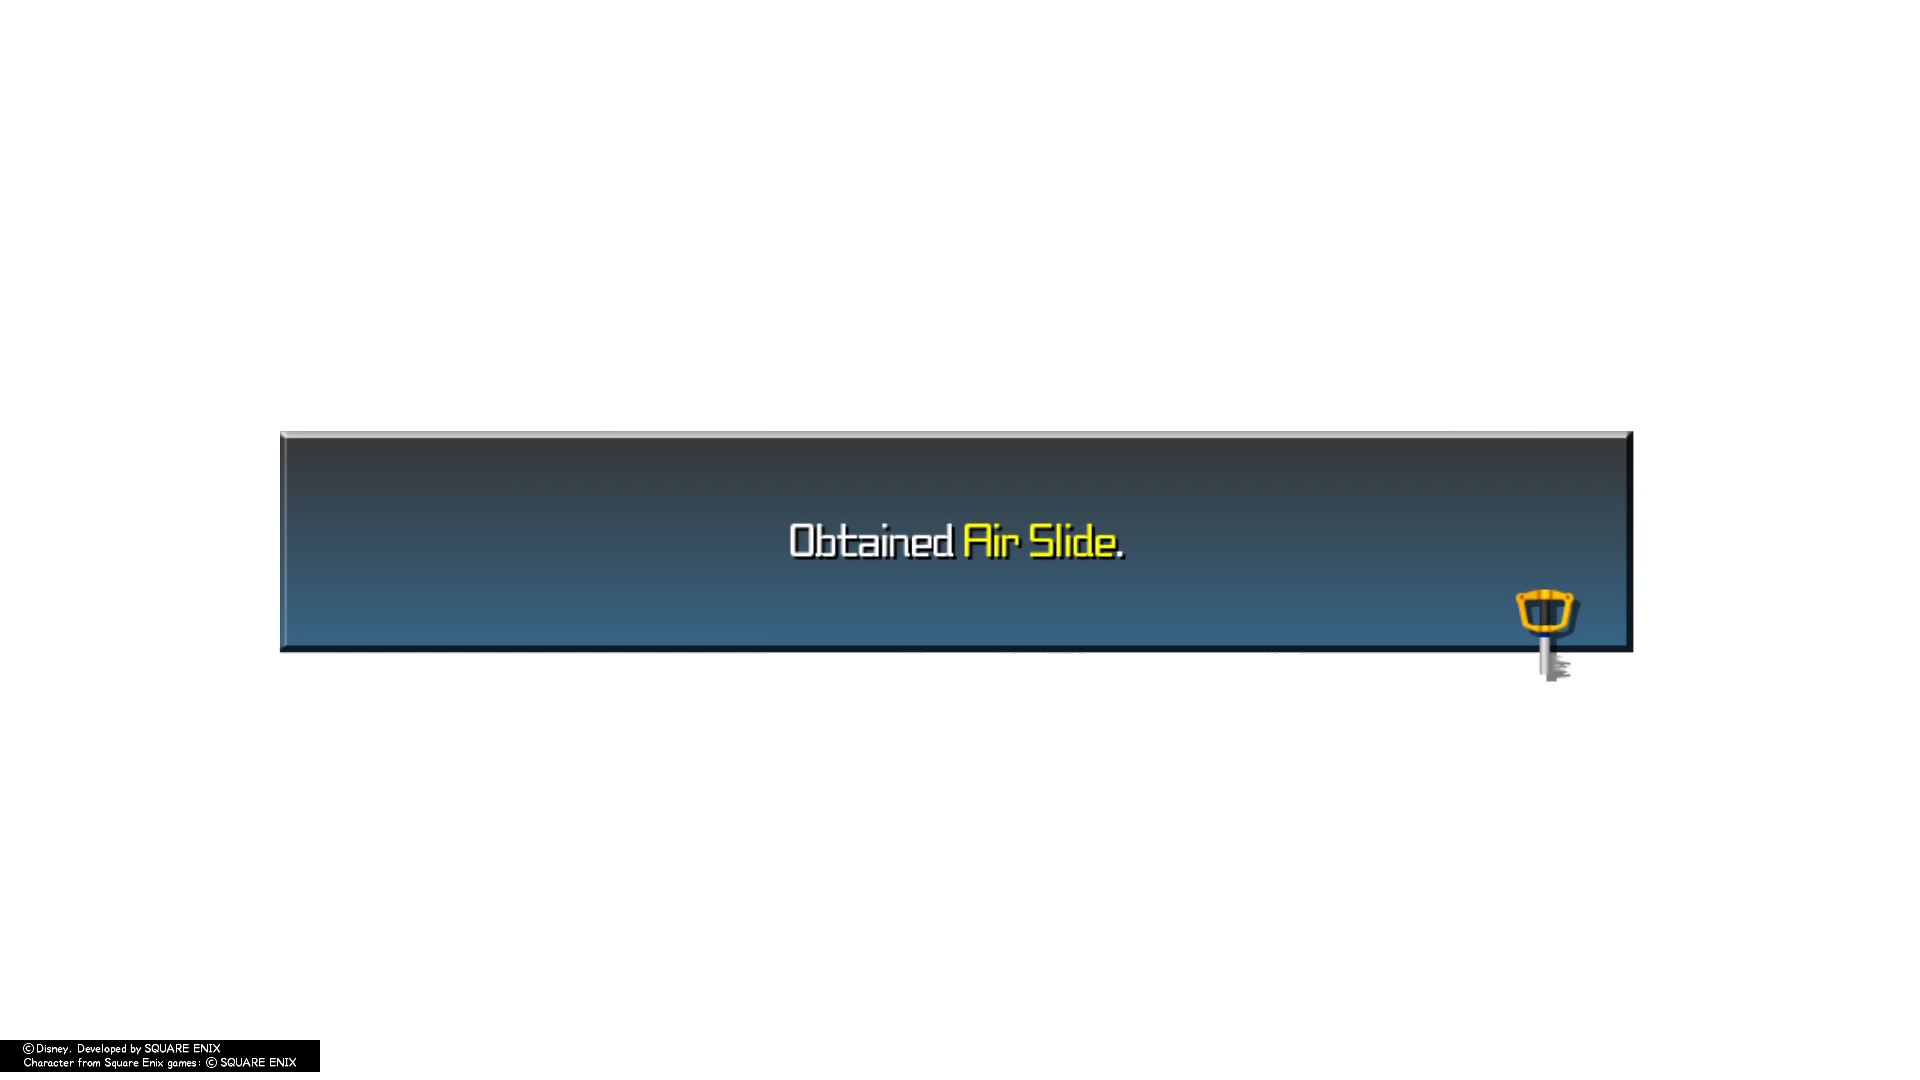 Obtained Air Slide.
© Disney. Developed by SQUARE ENIX
Character from Square Enix games: © SQUARE ENIX